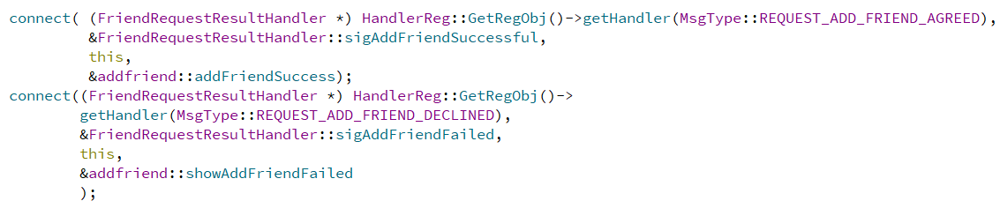 connect( (FriendRequestResultHandler *) HandlerReg::GetRegObj()->getHandler(MsgType::REQUEST_ADD_FRIEND_AGREED),
         &FriendRequestResultHandler::sigAddFriendSuccessful,
         this,
         &addfriend::addFriendSuccess);
connect((FriendRequestResultHandler *) HandlerReg::GetRegObj()->
        getHandler(MsgType::REQUEST_ADD_FRIEND_DECLINED),
        &FriendRequestResultHandler::sigAddFriendFailed,
        this,
        &addfriend::showAddFriendFailed
        );